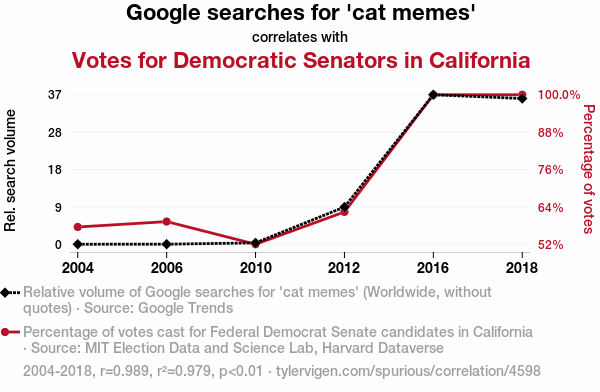 Google searches for 'cat memes'
correlates with
Votes for Democratic Senators in California
37 100.0%
28 88%
18 76%
9 64%
0 52%
Rel. search volume
Percentage of votes
2004 2006 2010 2012 2016 2018
Relative volume of Google searches for 'cat memes' (Worldwide, without
quotes) · Source: Google Trends
Percentage of votes cast for Federal Democrat Senate candidates in California
· Source: MIT Election Data and Science Lab, Harvard Dataverse
2004-2018, r=0.989, r²=0.979, p<0.01 · tylervigen.com/spurious/correlation/4598